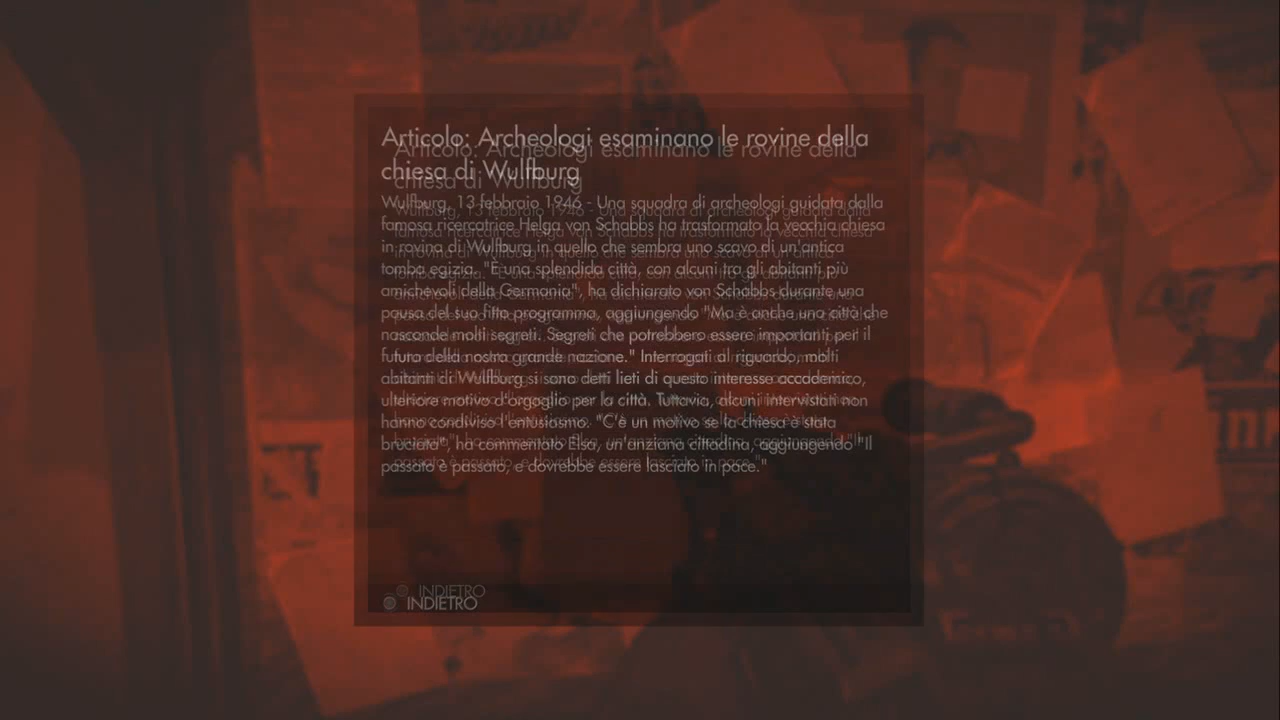 Articolo: Archeologi esaminano le rovine della
chiesa di Wulfburg
Wulfburg, 13 febbraio 1946 - Una squadra di archeologi guidata dalla
famosa ricercatrice Helga von Schabbs ha trasformato la vecchia chiesa
in rovina di Wulfburg in quello che sembra uno scavo di un'antica
tomba egizia. "È una splendida città, con alcuni tra gli abitanti più
amichevoli della Germania", ha dichiarato von Schabbs durante una
pausa del suo fitto programma, aggiungendo "Ma è anche una città che
nasconde molti segreti. Segreti che potrebbero essere importanti per il
futuro della nostra grande nazione." Interrogati al riguardo, molti
abitanti di Wulfburg si sono detti lieti di questo interesse accademico,
ulteriore motivo d'orgoglio per la città. Tuttavia, alcuni intervistati non
hanno condiviso l'entusiasmo. "C'è un motivo se la chiesa è stata
bruciata", ha commentato Elsa, un'anziana cittadina, aggiungendo "Il
passato è passato, e dovrebbe essere lasciato in pace."
INDIETRO